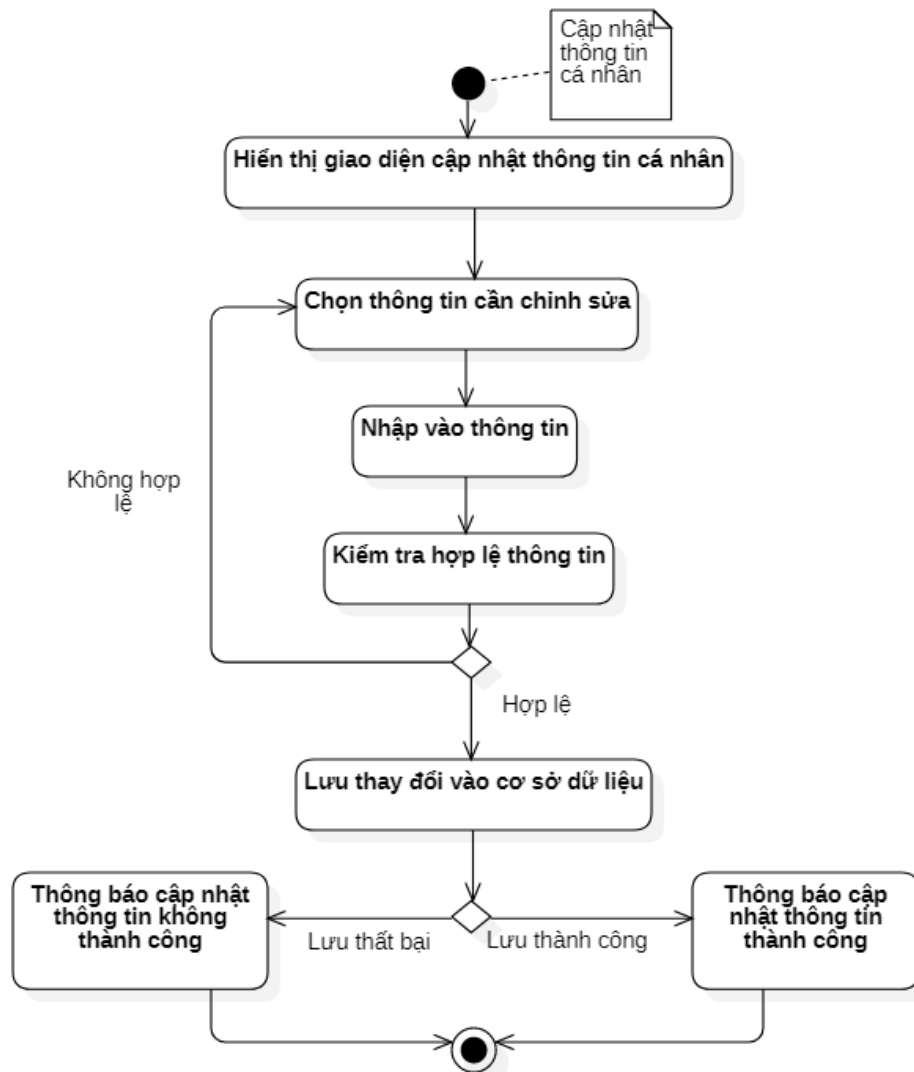 Cập nhật
thông tin
cá nhân
Hiển thị giao diện cập nhật thông tin cá nhân
Chọn thông tin cần chỉnh sửa
Nhập vào thông tin
Không hợp
lệ
Kiểm tra hợp lệ thông tin
Hợp lệ
Lưu thay đổi vào cơ sở dữ liệu
Thông báo cập nhật
thông tin không
thành công
Lưu thất bại
Lưu thành công
Thông báo cập
nhật thông tin
thành công